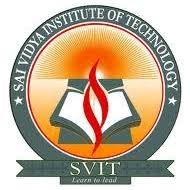 ★ SAI VIDYA INSTITUTE OF TECHNOLOGY ★
SVIT
Learn to lead